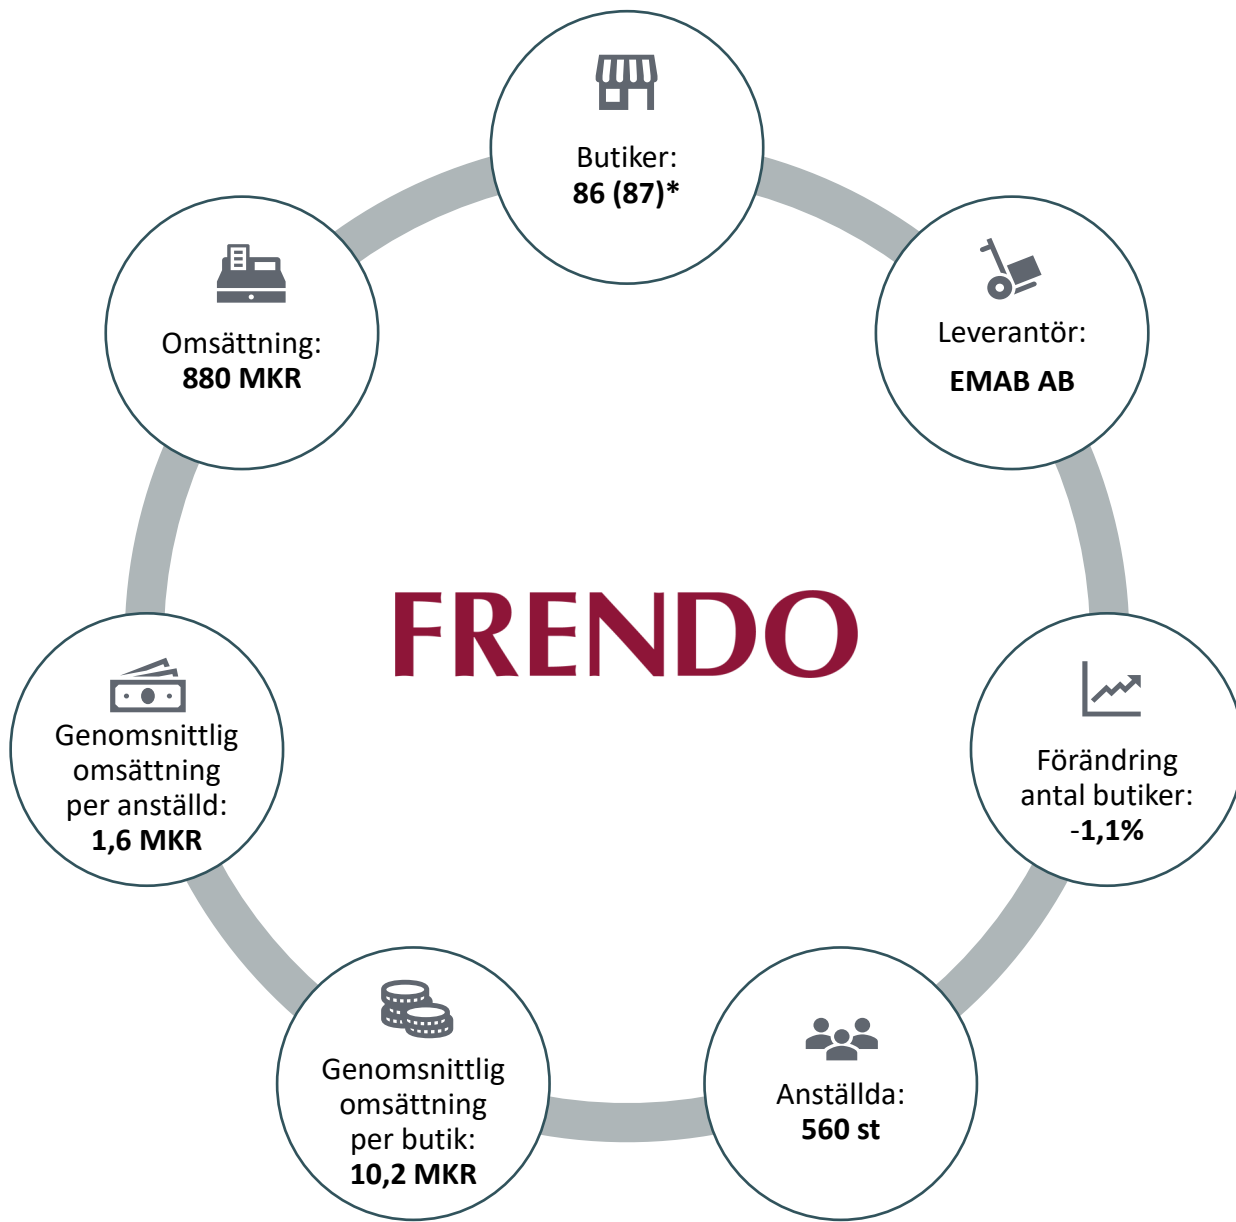 Butiker:
86 (87)*
Leverantör:
EMAB AB
Förändring
antal butiker:
-1,1%
Anställda:
560 st
Genomsnittlig
omsättning
per butik:
10,2 MKR
Genomsnittlig
omsättning
per anställd:
1,6 MKR
Omsättning:
880 MKR
FRENDO